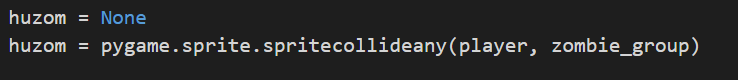 huzom = None
huzom = pygame.sprite.spritecollideany(player, zombie_group)